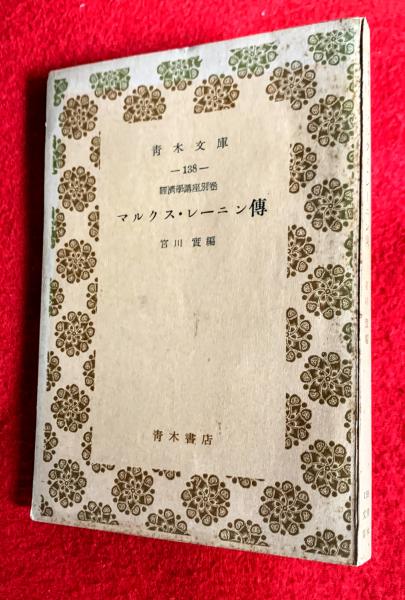 青木文庫
—138—
經濟學講座別巻
マルクス・レーニン傳
宮川實編
青木書店